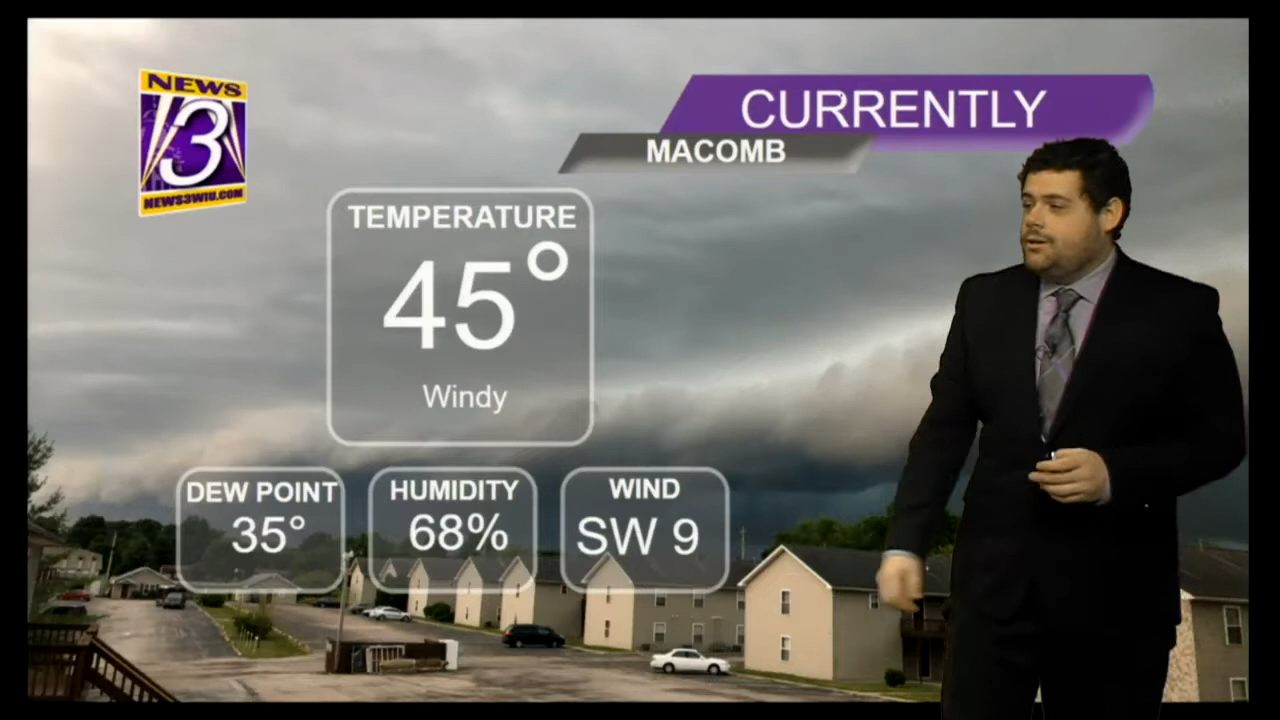 NEWS
3
NEWS3WIU.COM
CURRENTLY
MACOMB
TEMPERATURE
45°
Windy
DEW POINT
35°
HUMIDITY
68%
WIND
SW 9